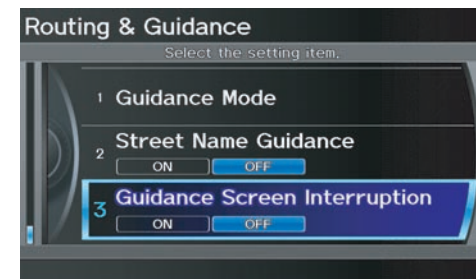 Routing & Guidance
Select the setting item.
1 Guidance Mode
2 Street Name Guidance
ON OFF
3 Guidance Screen Interruption
ON OFF